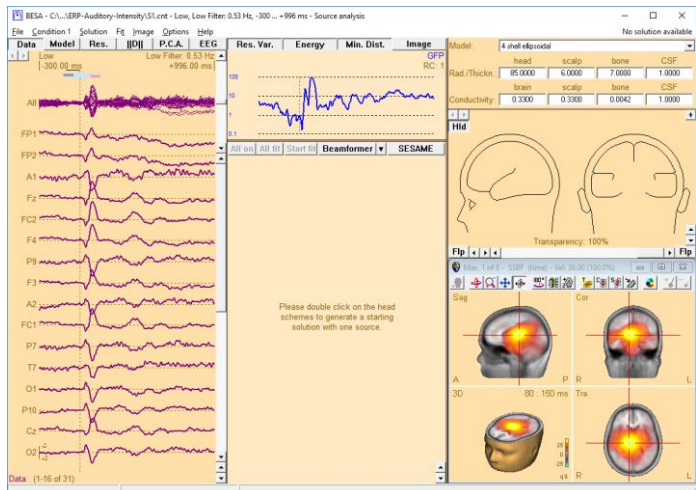 BESA - C:\...\ERP-Auditory-Intensity\S1.cnt - Low, Low Filter: 0.53 Hz, -300 ... +996 ms - Source analysis
File Condition 1 Solution Fit Image Options Help
No solution available
Data Model Res. ||D|| P.C.A. EEG
Low Low Filter: 0.53 Hz
[-300.00 ms +996.00 ms]
All
FP1
FP2
A1
Fz
FC2
F4
P9
F3
A2
FC1
P7
T7
O1
P10
Cz
O2
Data (1-16 of 31)
Res. Var. Energy Min. Dist. Image
GFP
RC: 1
100
10
1
0.1
All on All fit Start fit Beamformer SESAME
Please double click on the head
schemes to generate a starting
solution with one source.
Model: 4 shell ellipsoidal
head scalp bone CSF
Rad./Thickn.: 85.0000 6.0000 7.0000 1.0000
brain scalp bone CSF
Conductivity: 0.3300 0.3300 0.0042 1.0000
Hld
Transparency: 100%
Flp Flp
Sag Cor
A P R L
3D 80 : 150 ms Tra
25
0
-25
R L